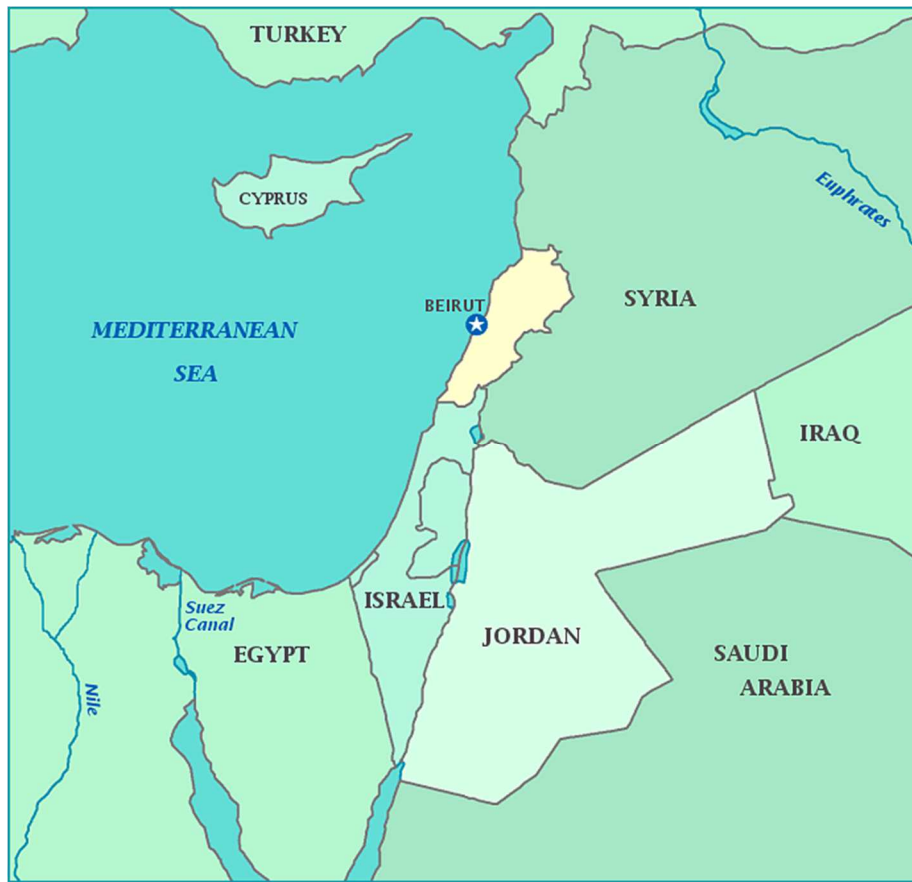 TURKEY
CYPRUS
Euphrates
BEIRUT
SYRIA
MEDITERRANEAN
SEA
IRAQ
ISRAEL
Suez
Canal
JORDAN
EGYPT
SAUDI
ARABIA
Nile